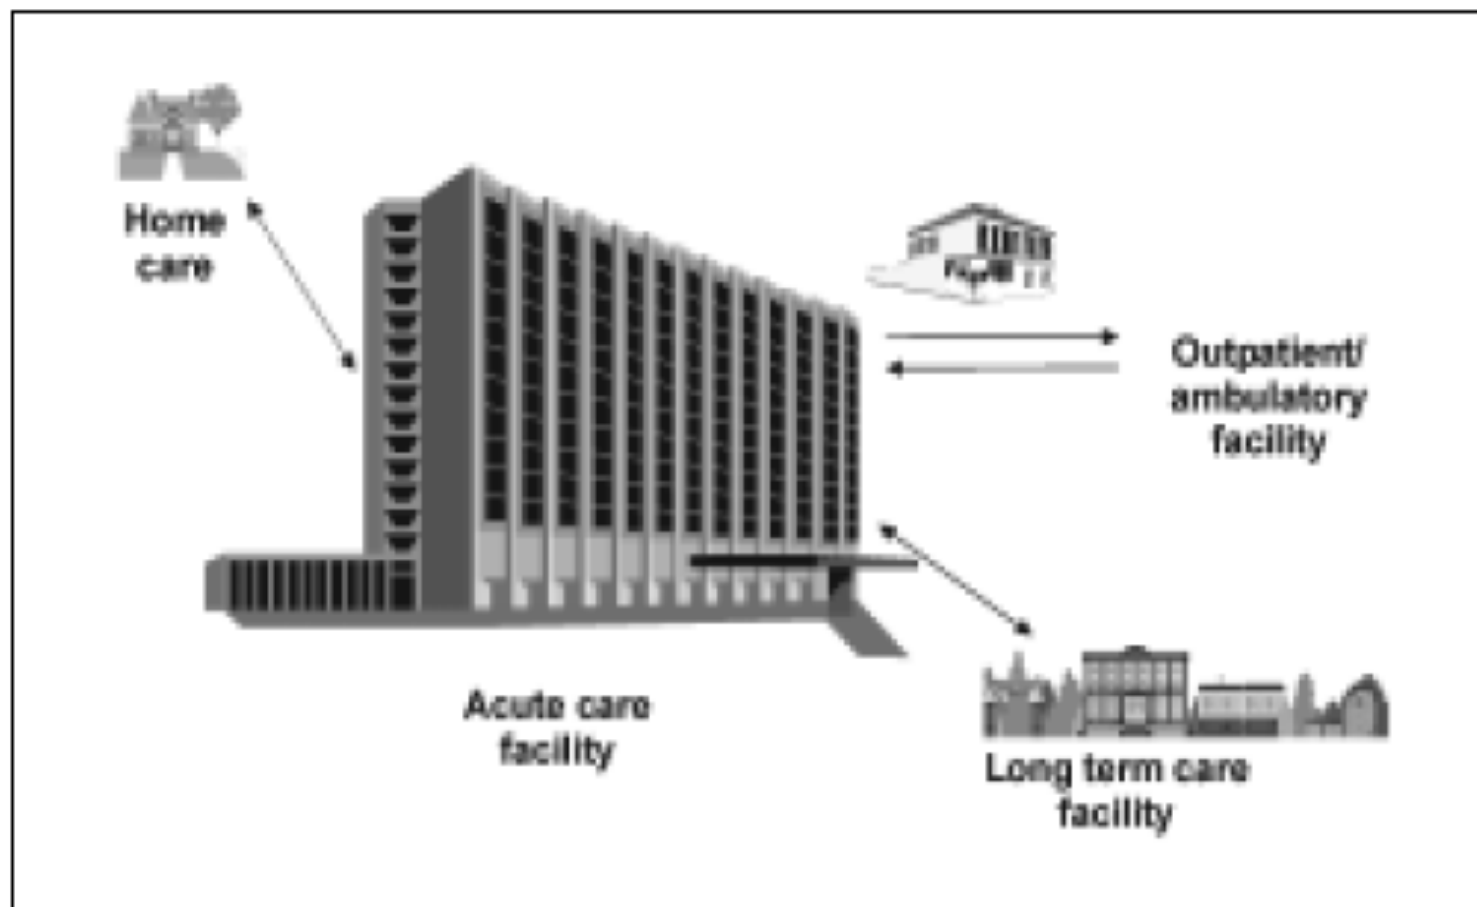 Home
care
Outpatient/
ambulatory
facility
Acute care
facility
Long term care
facility